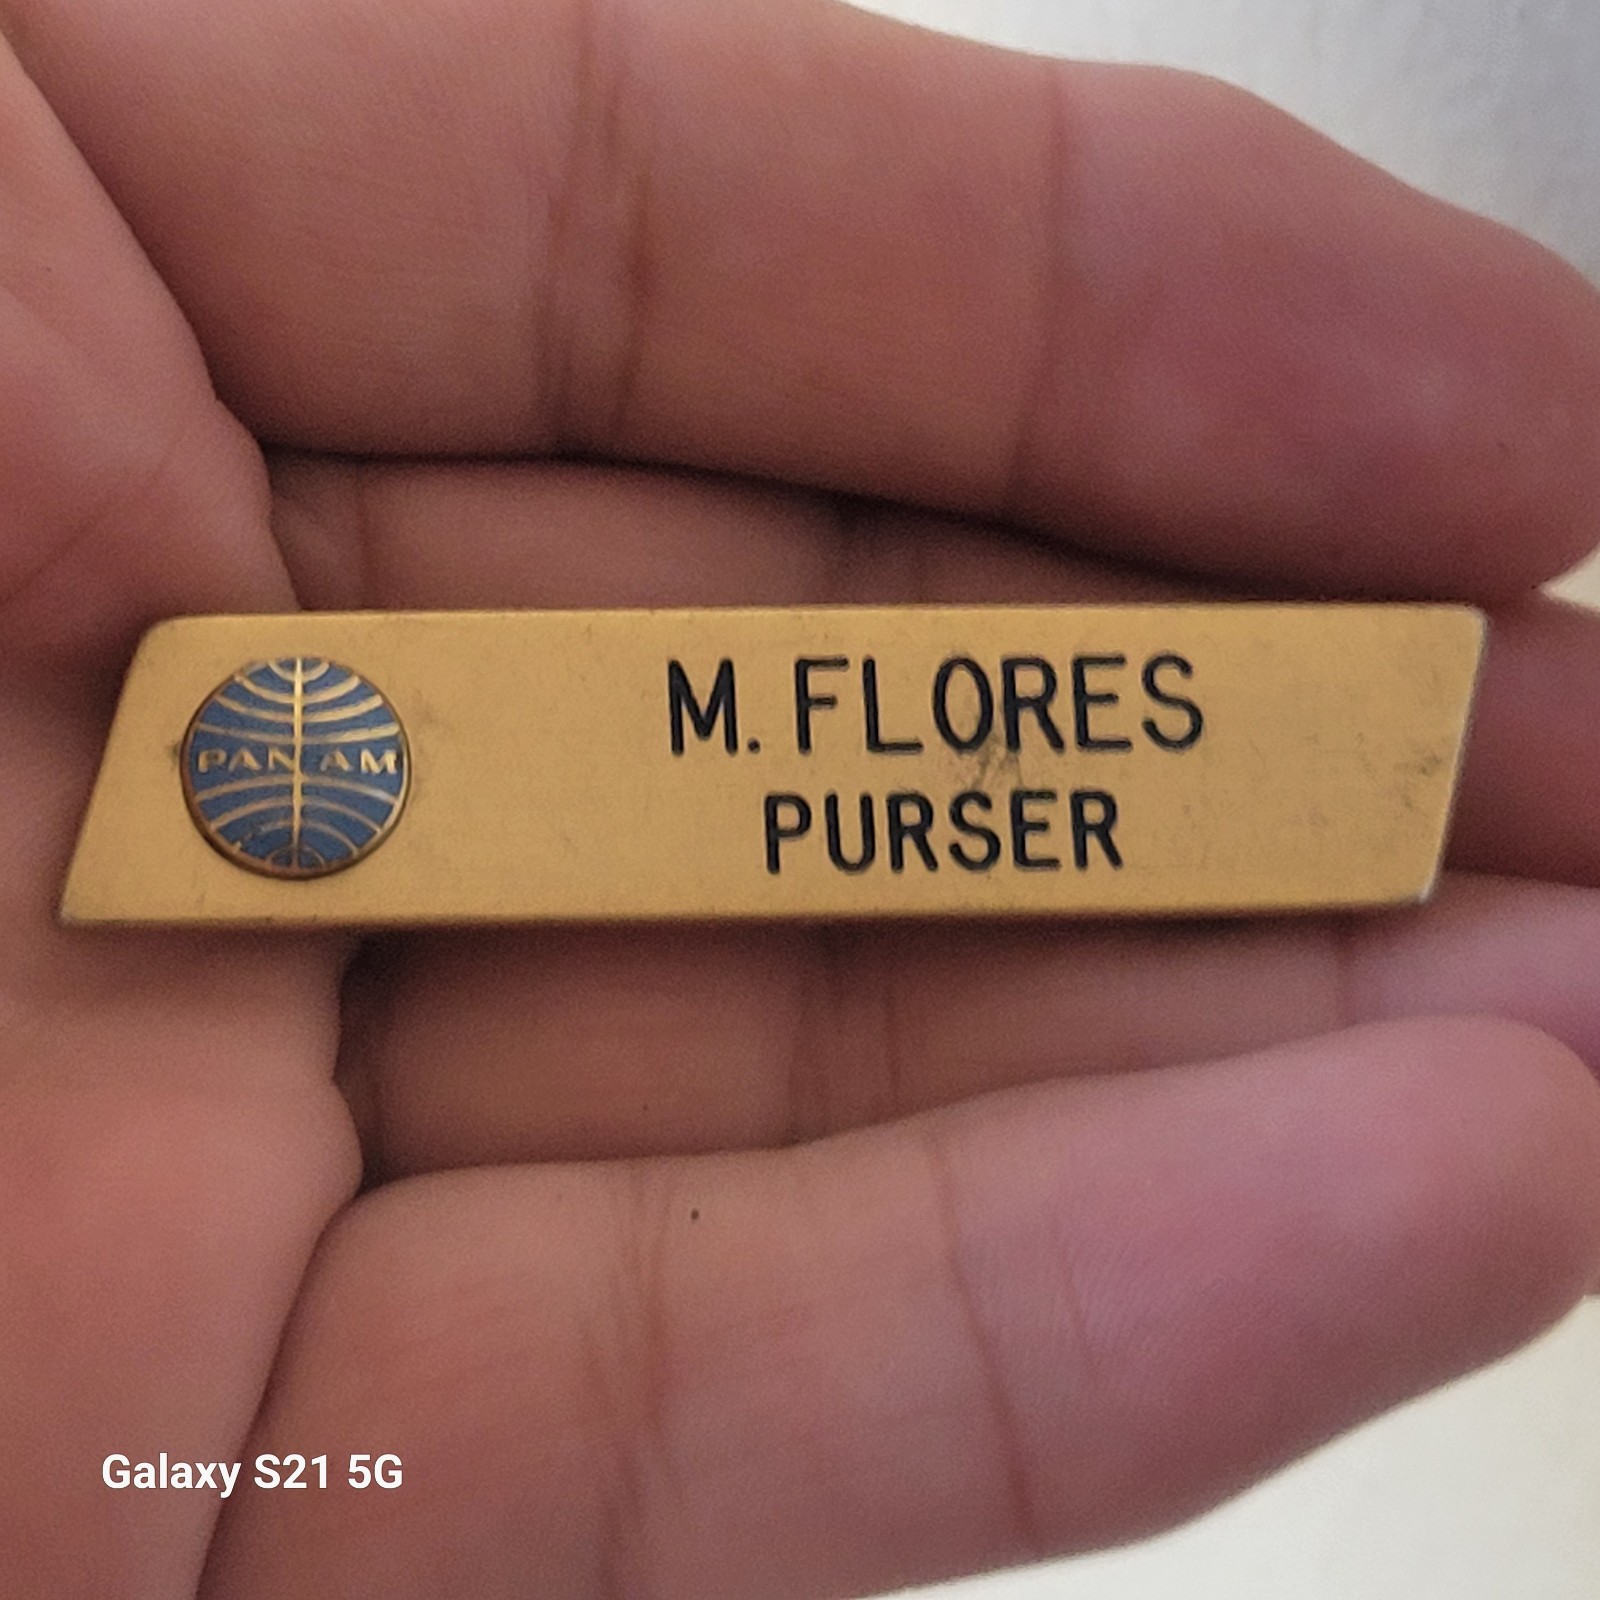 M. FLORES
PAN AM
PURSER
Galaxy S21 5G